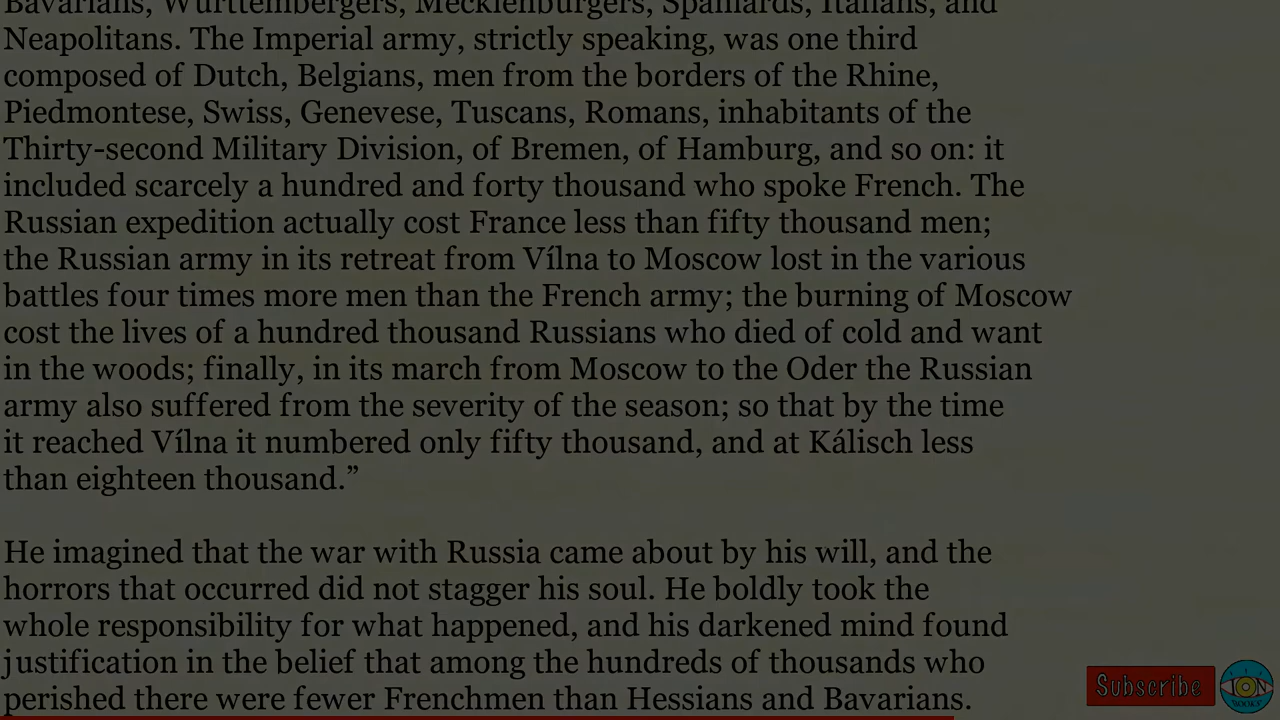 Bavarians, Württembergers, Mecklenburgers, Spaniards, Italians, and
Neapolitans. The Imperial army, strictly speaking, was one third
composed of Dutch, Belgians, men from the borders of the Rhine,
Piedmontese, Swiss, Genevese, Tuscans, Romans, inhabitants of the
Thirty-second Military Division, of Bremen, of Hamburg, and so on: it
included scarcely a hundred and forty thousand who spoke French. The
Russian expedition actually cost France less than fifty thousand men;
the Russian army in its retreat from Vílna to Moscow lost in the various
battles four times more men than the French army; the burning of Moscow
cost the lives of a hundred thousand Russians who died of cold and want
in the woods; finally, in its march from Moscow to the Oder the Russian
army also suffered from the severity of the season; so that by the time
it reached Vílna it numbered only fifty thousand, and at Kálisch less
than eighteen thousand.”
He imagined that the war with Russia came about by his will, and the
horrors that occurred did not stagger his soul. He boldly took the
whole responsibility for what happened, and his darkened mind found
justification in the belief that among the hundreds of thousands who
perished there were fewer Frenchmen than Hessians and Bavarians.
Subscribe
ION
BOOKS